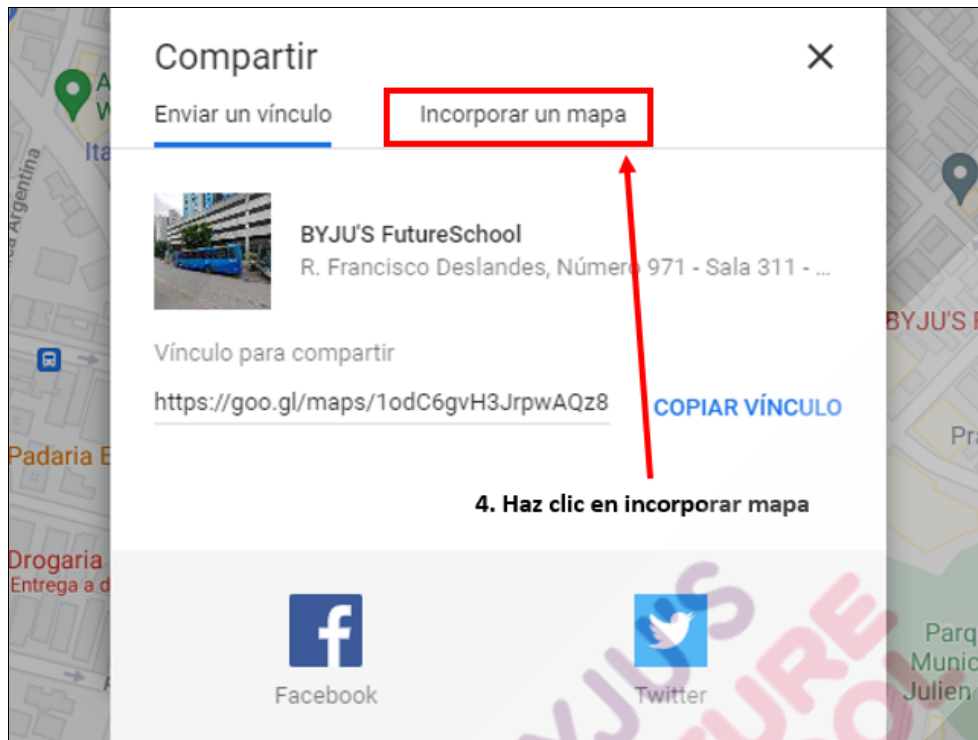 Compartir
Enviar un vínculo
Incorporar un mapa
Ita
Argentina
BYJU'S FutureSchool
R. Francisco Deslandes, Número 971 - Sala 311 - ...
BYJU'S
Vínculo para compartir
https://goo.gl/maps/1odC6gvH3JrpwAQz8
COPIAR VÍNCULO
Padaria
4. Haz clic en incorporar mapa
Drogaria
Entrega a d
Facebook
Twitter
Parq
Munic
Julien
BYJU'S
FUTURE